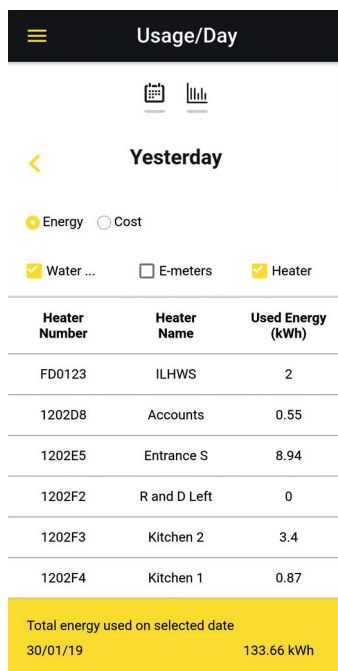 Usage/Day
Yesterday
Energy Cost
Water ... E-meters Heater
Heater Heater Used Energy
Number Name (kWh)
FD0123 ILHWS 2
1202D8 Accounts 0.55
1202E5 Entrance S 8.94
1202F2 R and D Left 0
1202F3 Kitchen 2 3.4
1202F4 Kitchen 1 0.87
Total energy used on selected date
30/01/19 133.66 kWh